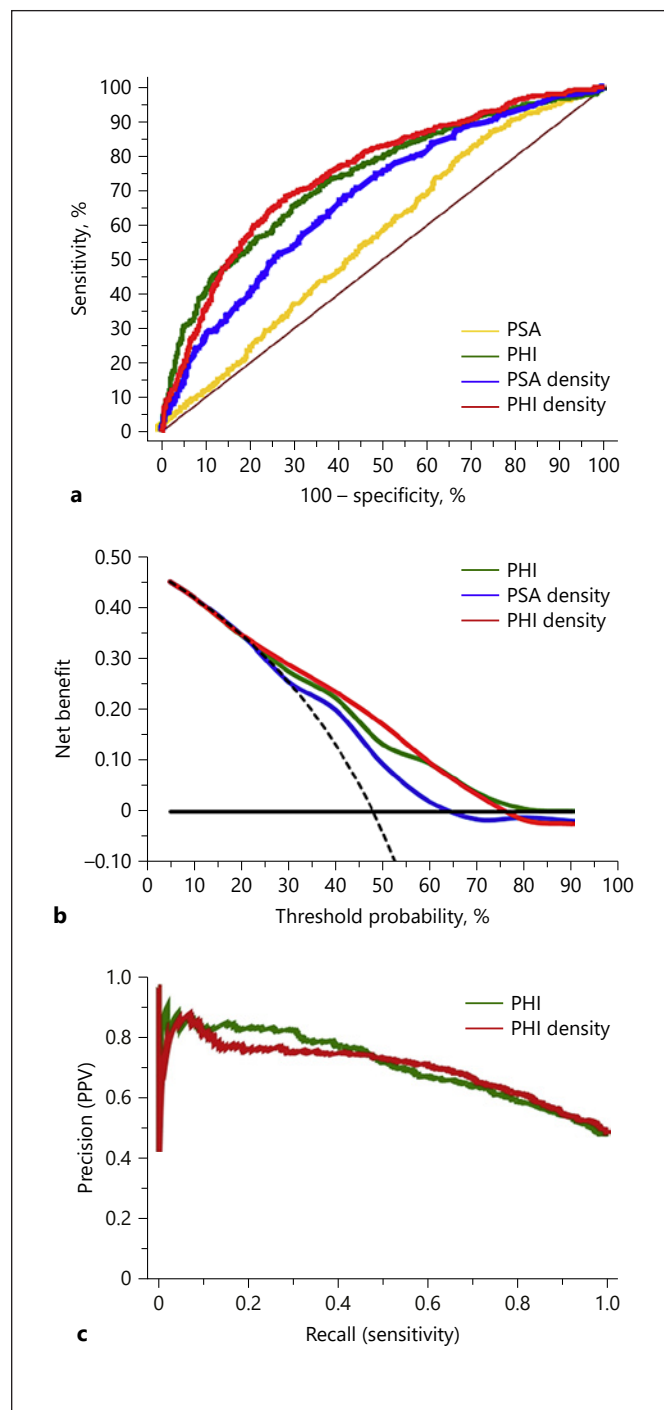 100
90
80
70
60
50
40
30
20
10
0
Sensitivity, %
PSA
PHI
PSA density
PHI density
0 10 20 30 40 50 60 70 80 90 100
100 – specificity, %
a
0.50
0.40
0.30
0.20
0.10
0
–0.10
Net benefit
PHI
PSA density
PHI density
0 10 20 30 40 50 60 70 80 90 100
Threshold probability, %
b
1.0
0.8
0.6
0.4
0.2
0
Precision (PPV)
PHI
PHI density
0 0.2 0.4 0.6 0.8 1.0
Recall (sensitivity)
c